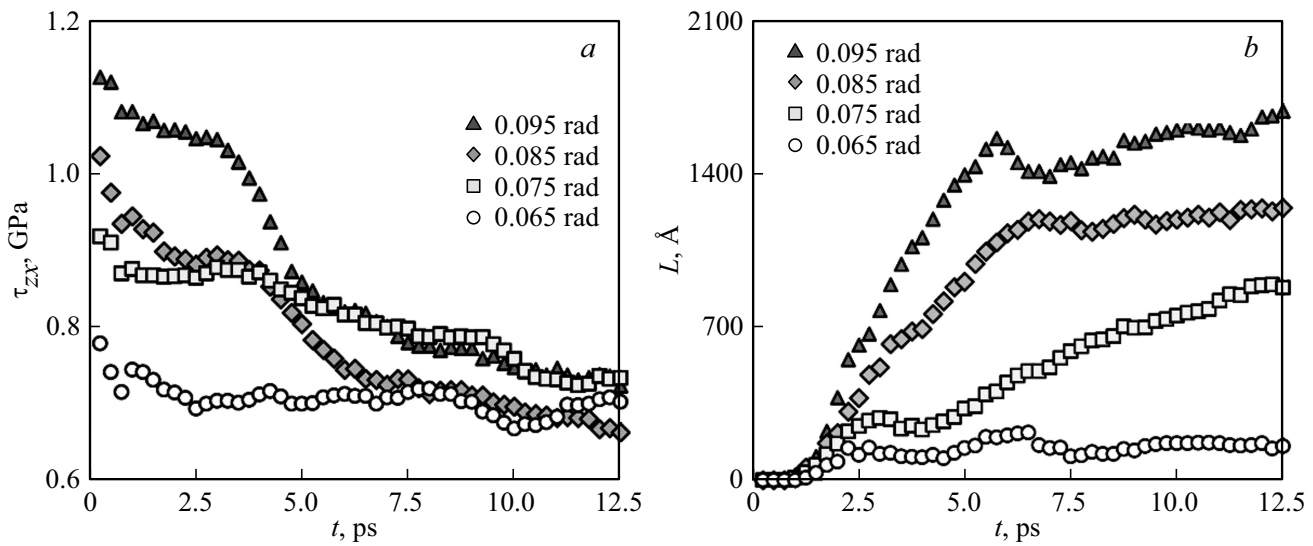 a
1.2
1.0
0.8
0.6
τzx, GPa
0.095 rad
0.085 rad
0.075 rad
0.065 rad
0 2.5 5.0 7.5 10.0 12.5
t, ps
b
2100
1400
700
0
L, Å
0.095 rad
0.085 rad
0.075 rad
0.065 rad
0 2.5 5.0 7.5 10.0 12.5
t, ps